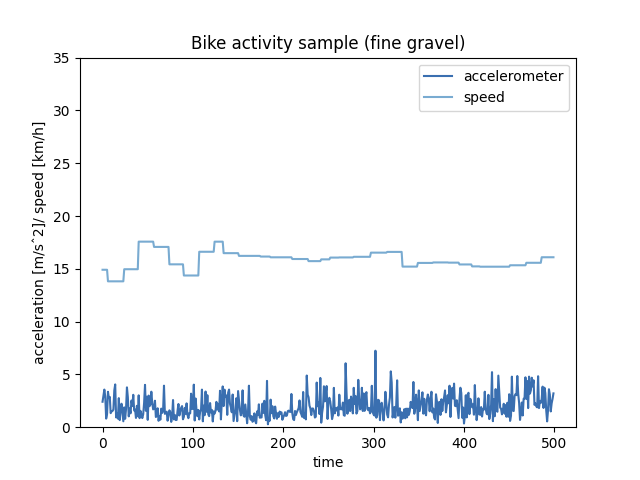 Bike activity sample (fine gravel)
accelerometer
speed
35
30
25
20
15
10
5
0
acceleration [m/s^2]/ speed [km/h]
0 100 200 300 400 500
time